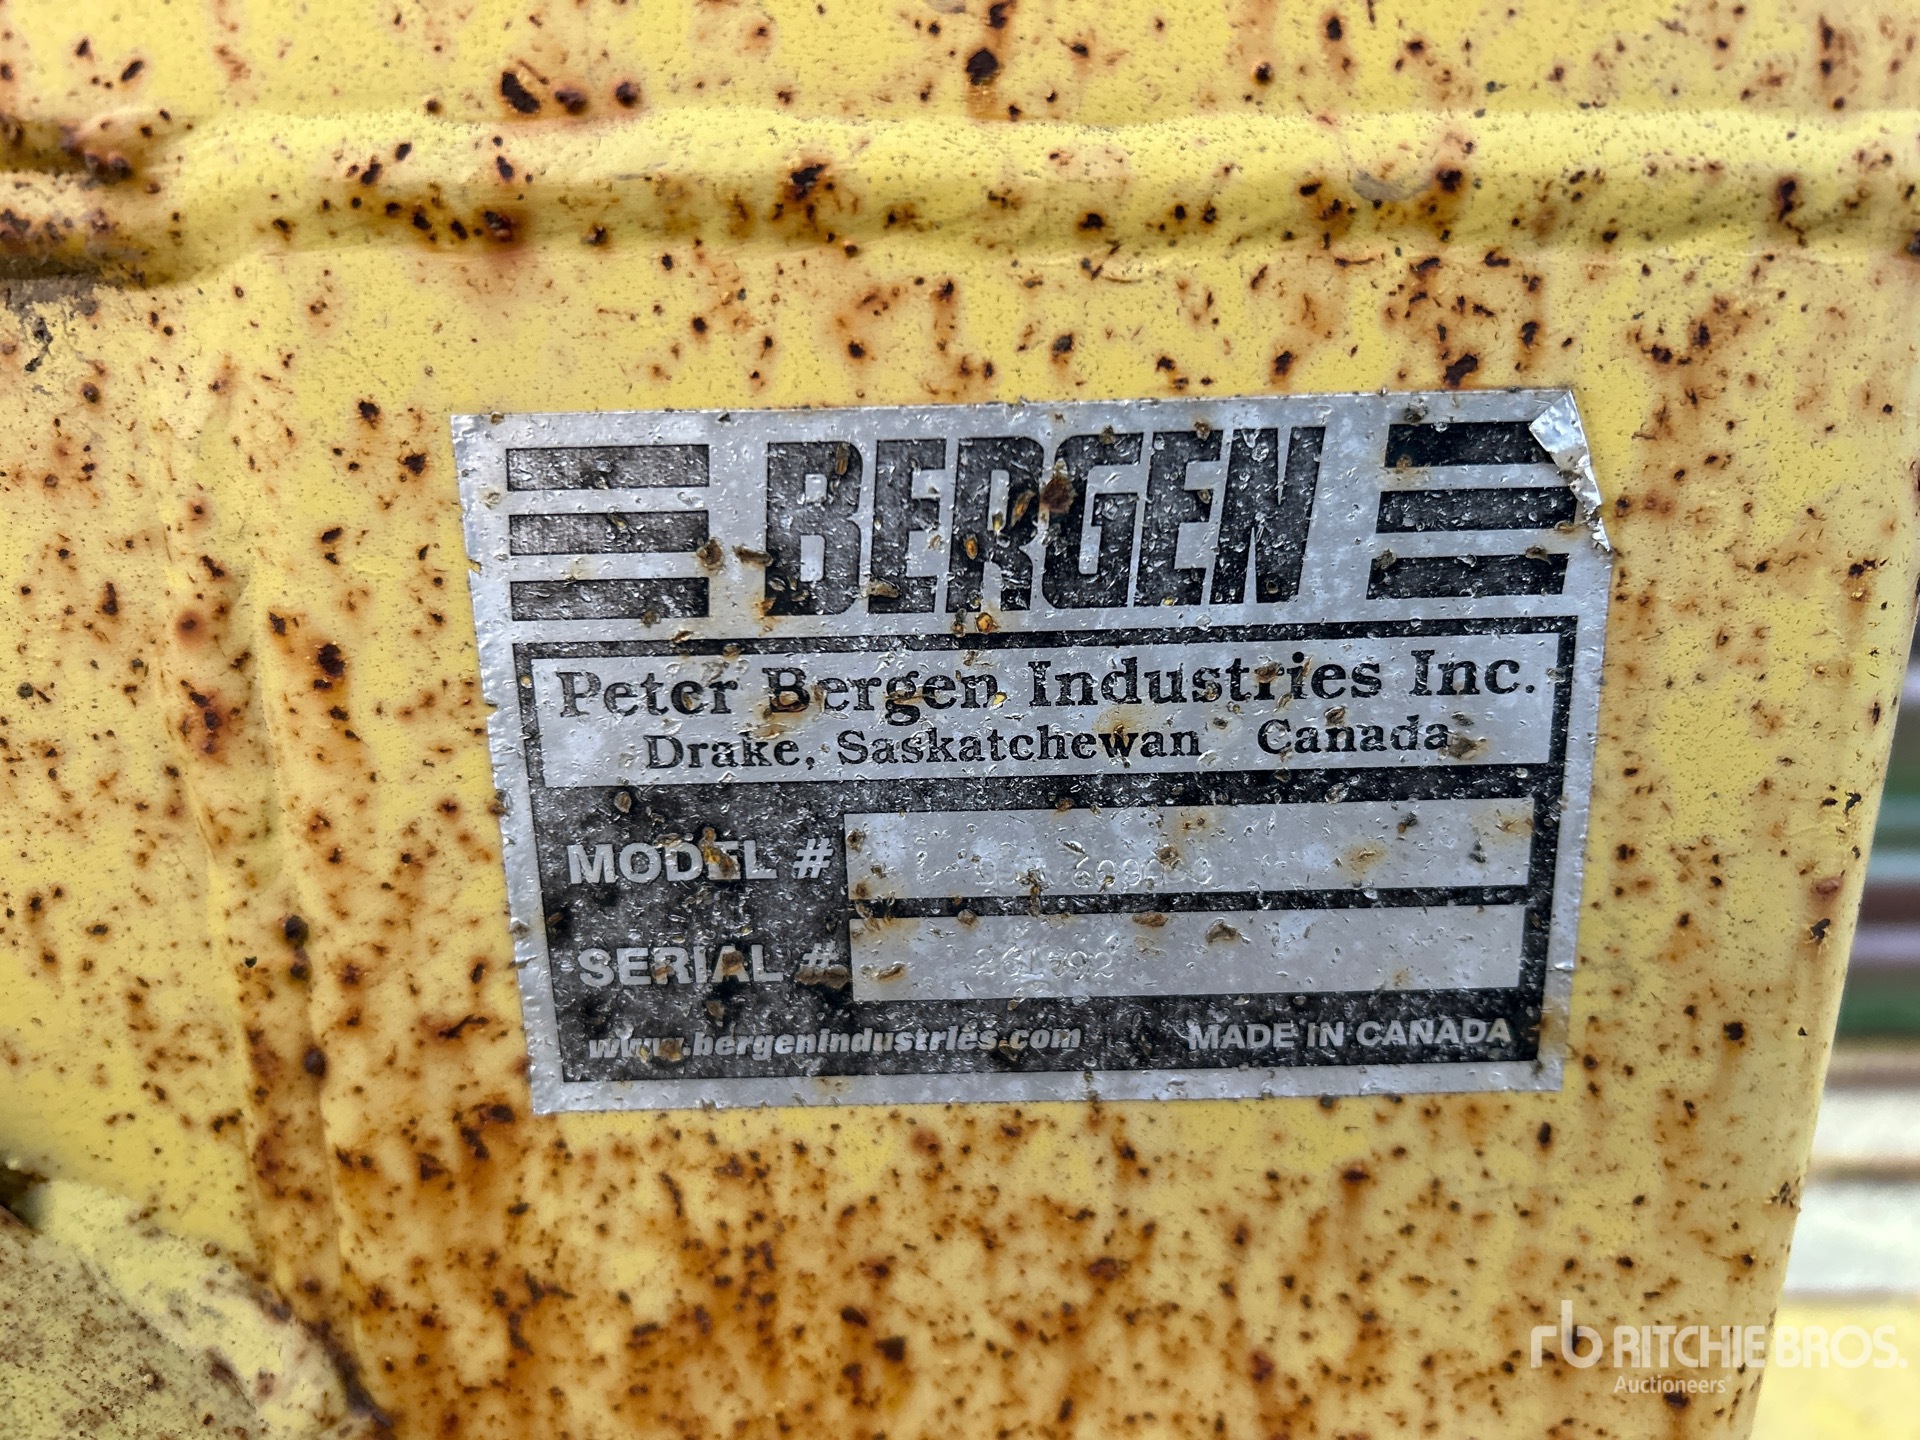 BERGEN
Peter Bergen Industries Inc.
Drake, Saskatchewan Canada
MODEL #
SERIAL #
www.bergenindustries.com MADE IN CANADA
rb RITCHIE BROS.
Auctioneers